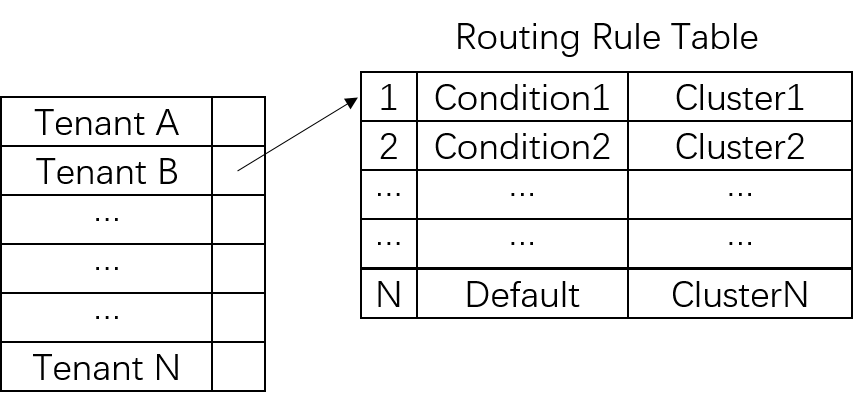 Routing Rule Table
Tenant A
Tenant B
...
...
...
Tenant N
1 Condition1 Cluster1
2 Condition2 Cluster2
... ... ...
... ... ...
N Default ClusterN